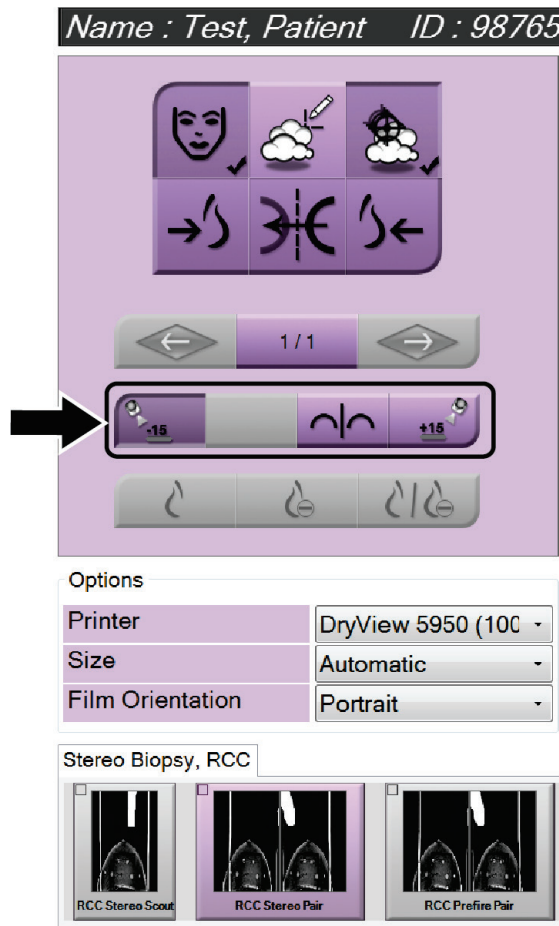 Name : Test, Patient ID : 98765
1 / 1
-15 +15
Options
Printer DryView 5950 (100
Size Automatic
Film Orientation Portrait
Stereo Biopsy, RCC
RCC Stereo Scout RCC Stereo Pair RCC Prefire Pair